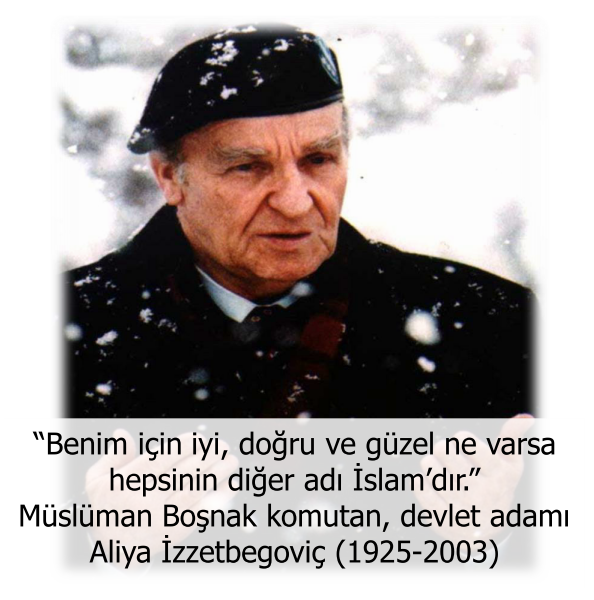 “Benim için iyi, doğru ve güzel ne varsa
hepsinin diğer adı İslam’dır.”
Müslüman Boşnak komutan, devlet adamı
Aliya İzzetbegoviç (1925-2003)